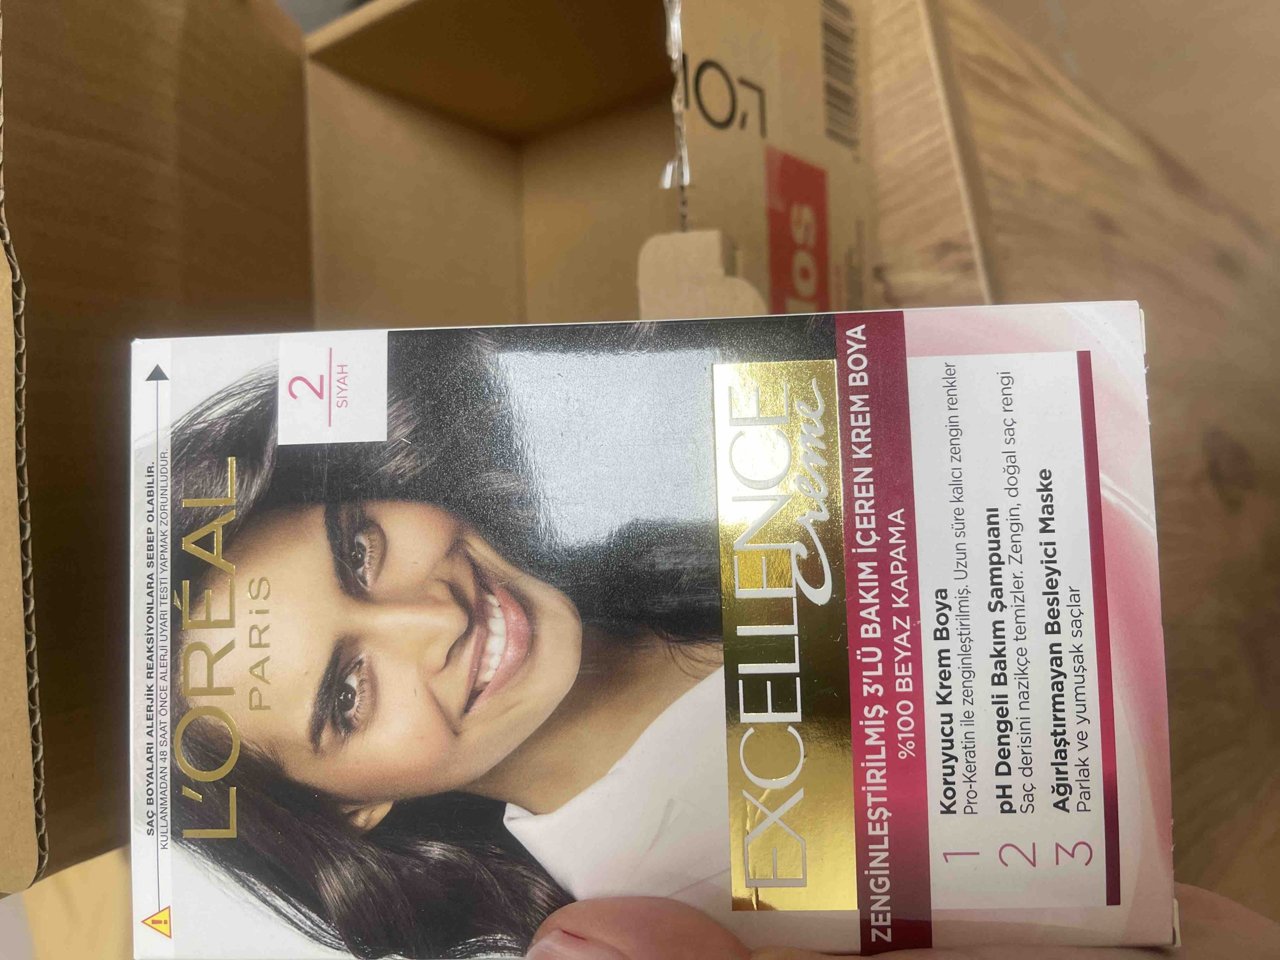 SAÇ BOYALARI ALERJİK REAKSİYONLARA SEBEP OLABİLİR.
KULLANMADAN 48 SAAT ÖNCE ALERJİ UYARI TESTİ YAPMAK ZORUNLUDUR.
L'ORÉAL
PARiS
2
SIYAH
EXCELLENCE
Creme
ZENGİNLEŞTİRİLMİŞ 3'LÜ BAKIM İÇEREN KREM BOYA
%100 BEYAZ KAPAMA
1 Koruyucu Krem Boya
Pro-Keratin ile zenginleştirilmiş. Uzun süre kalıcı zengin renkler
2 pH Dengeli Bakım Şampuanı
Saç derisini nazikçe temizler. Zengin, doğal saç rengi
3 Ağırlaştırmayan Besleyici Maske
Parlak ve yumuşak saçlar